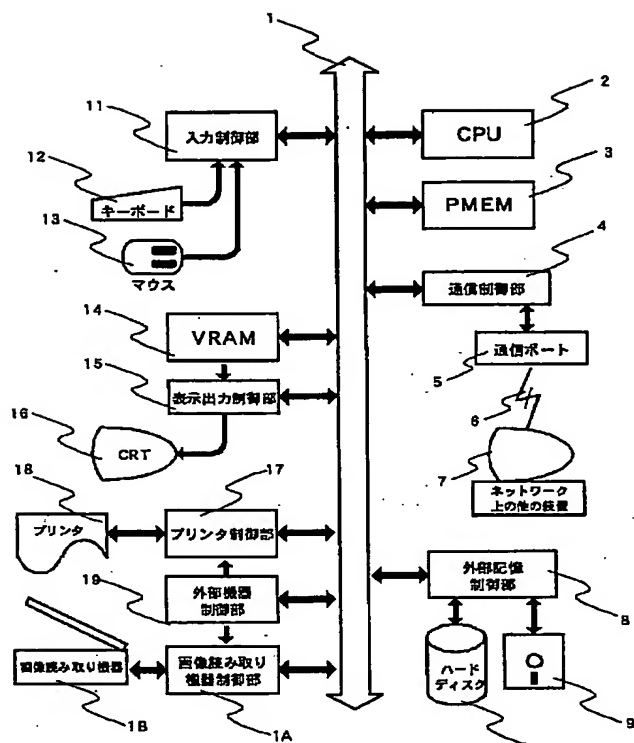 1
11
入力制御部
2
CPU
12
キーボード
3
PMEM
13
マウス
4
通信制御部
14
VRAM
5
通信ポート
15
表示出力制御部
6
16
CRT
7
ネットワーク
上の他の装置
17
プリンタ制御部
18
プリンタ
外部記憶
制御部
8
19
外部機器
制御部
ハード
ディスク
9
画像読み取り機器
1B
画像読み取り
機器制御部
1A